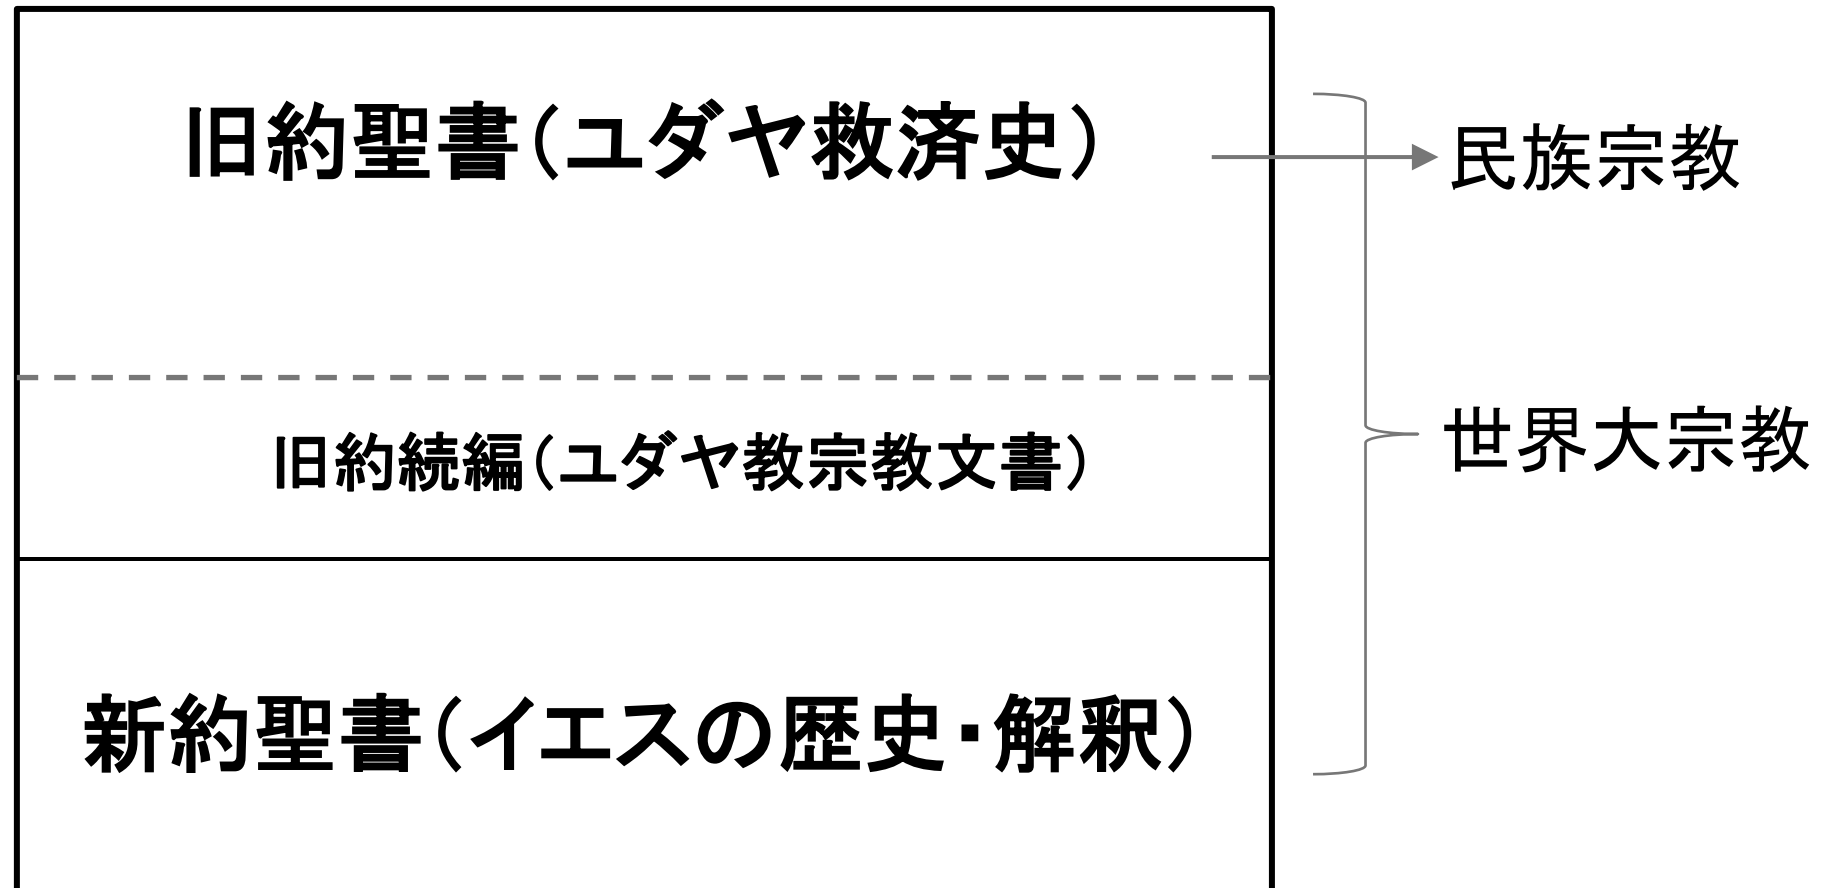 旧約聖書(ユダヤ救済史)
民族宗教
旧約続編(ユダヤ教宗教文書)
世界大宗教
新約聖書(イエスの歴史・解釈)